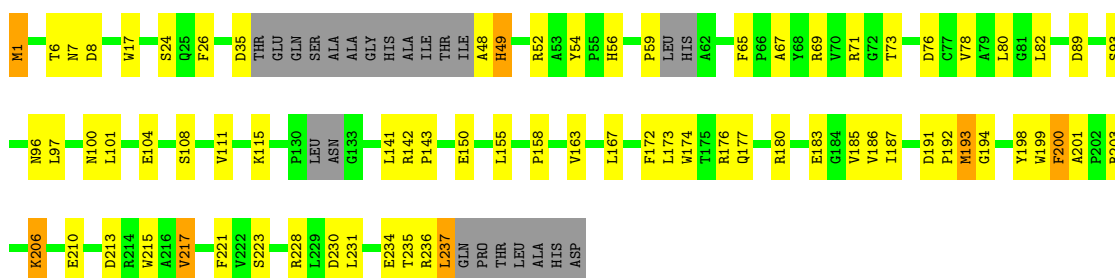 M1 T6 N7 D8 W17 S24 Q25 F26 D35 THR GLU GLN SER ALA ALA GLY HIS ALA ILE THR ILE A48 H49 R52 A53 Y54 P55 H56 P59 LEU HIS A62 F65 P66 A67 Y68 R69 V70 R71 G72 T73 D76 C77 V78 A79 L80 G81 L82 D89
N96 L97 N100 L101 E104 S108 V111 K115 P130 LEU ASN G133 L141 R142 P143 E150 L155 P158 V163 L167 F172 L173 W174 T175 R176 Q177 R180 E183 G184 V185 V186 I187 D191 P192 M193 G194 Y198 W199 F200 A201 P202
K206 E210 D213 R214 W215 A216 V217 F221 V222 S223 R228 L229 D230 L231 E234 T235 R236 L237 GLN PRO THR LEU ALA HIS ASP